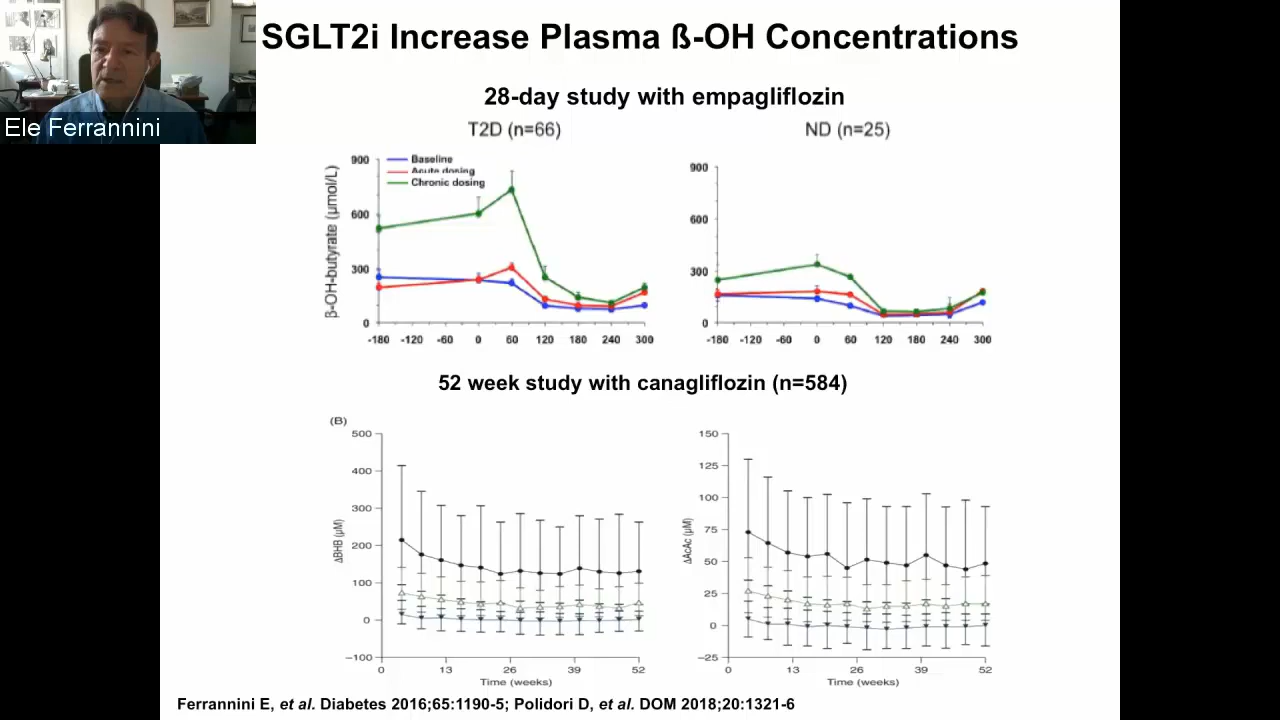 SGLT2i Increase Plasma ß-OH Concentrations
Ele Ferrannini
28-day study with empagliflozin
T2D (n=66)
ND (n=25)
β-OH-butyrate (μmol/L)
900
600
300
0
Baseline
Acute dosing
Chronic dosing
-180 -120 -60 0 60 120 180 240 300
900
600
300
0
-180 -120 -60 0 60 120 180 240 300
52 week study with canagliflozin (n=584)
(B)
ΔBHB (μM)
500
400
300
200
100
0
−100
0 13 26 39 52
Time (weeks)
ΔAcAc (μM)
150
125
100
75
50
25
0
−25
0 13 26 39 52
Time (weeks)
Ferrannini E, et al. Diabetes 2016;65:1190-5; Polidori D, et al. DOM 2018;20:1321-6